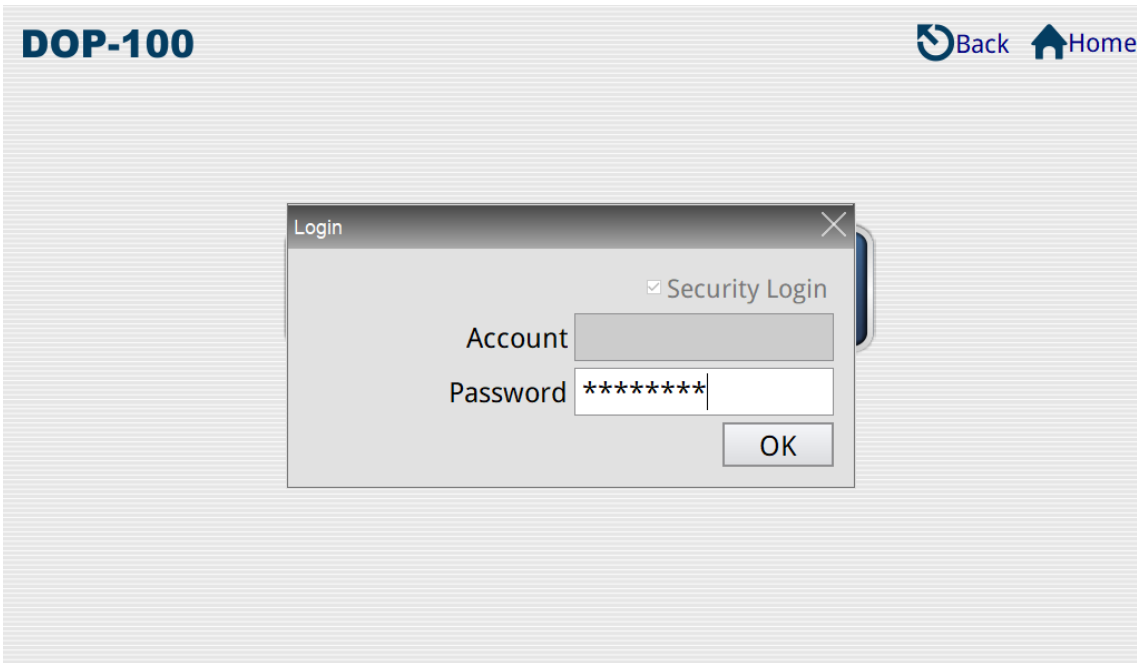 DOP-100
Back Home
Login
Security Login
Account
Password ********
OK